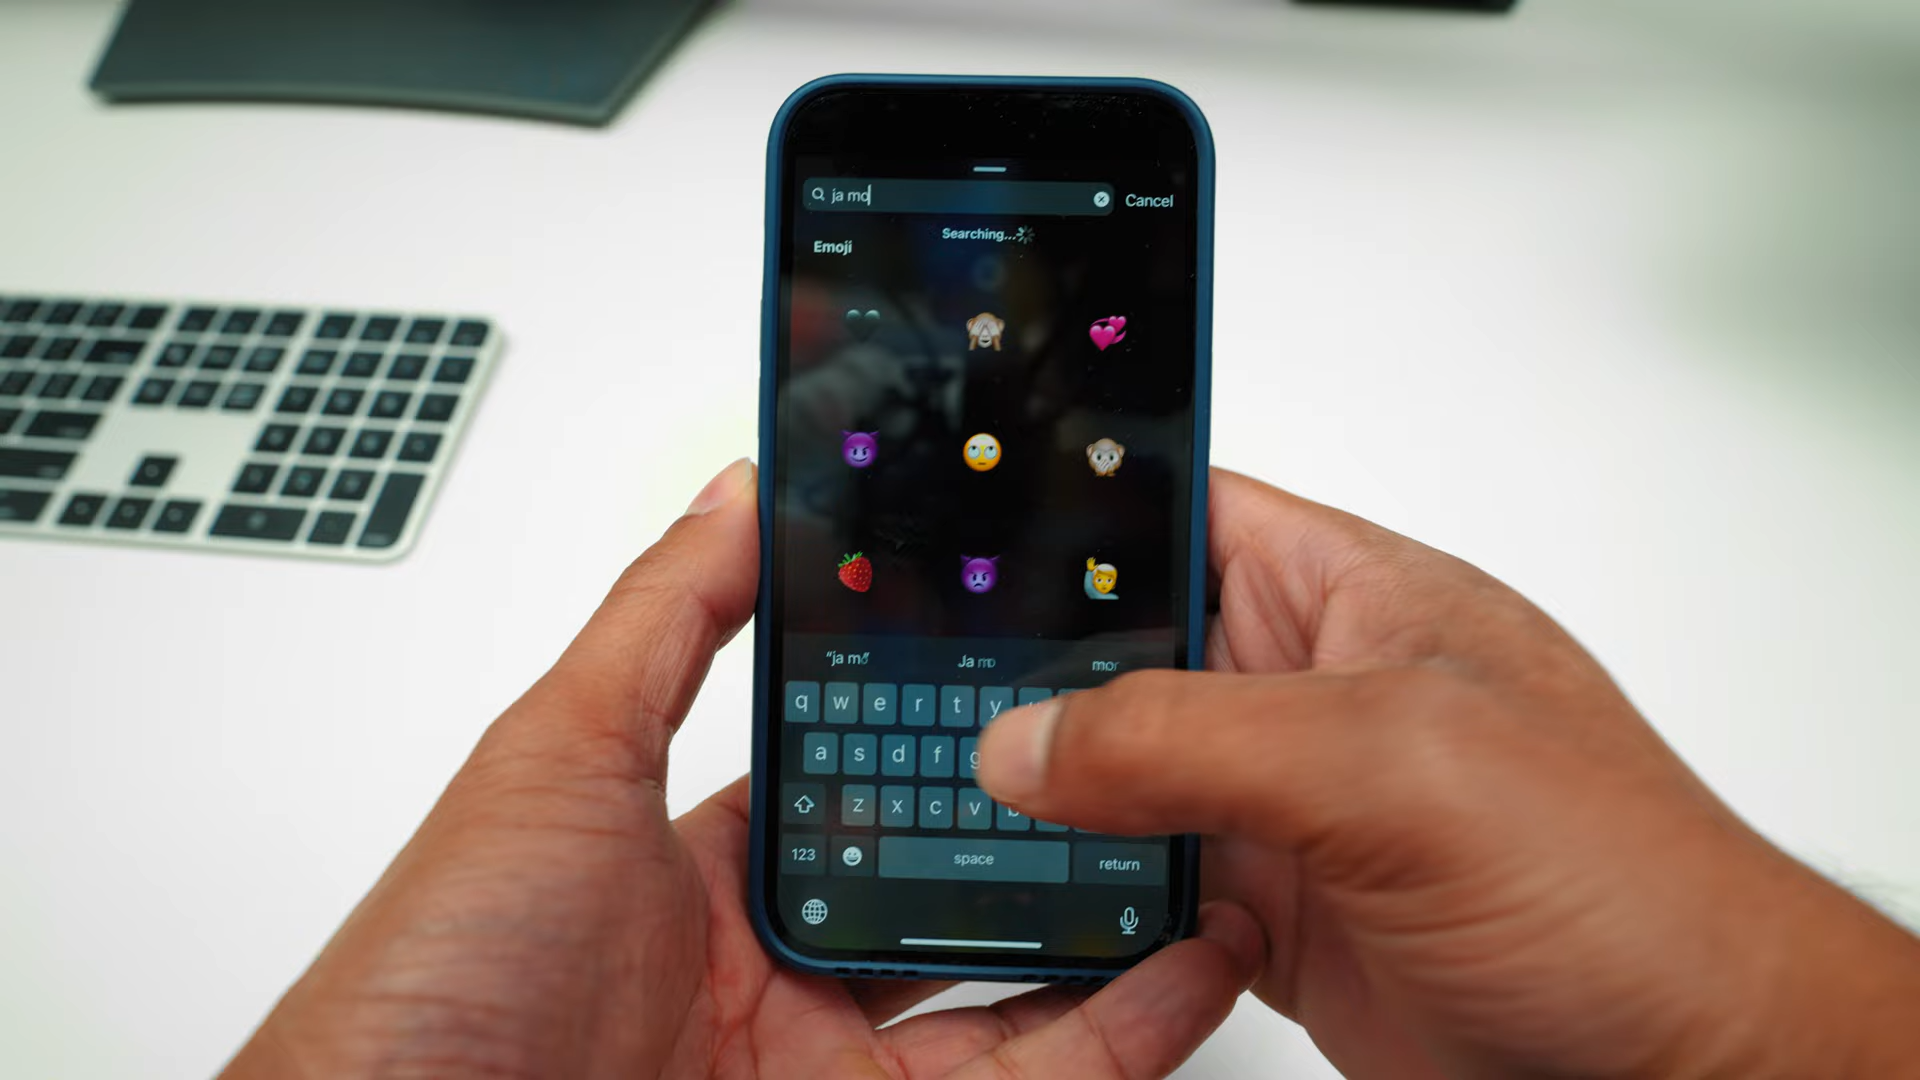 ja mo
Cancel
Searching...
Emoji
"ja mo"
Ja mo
mor
q w e r t y
a s d f g
z x c v b
123
space
return